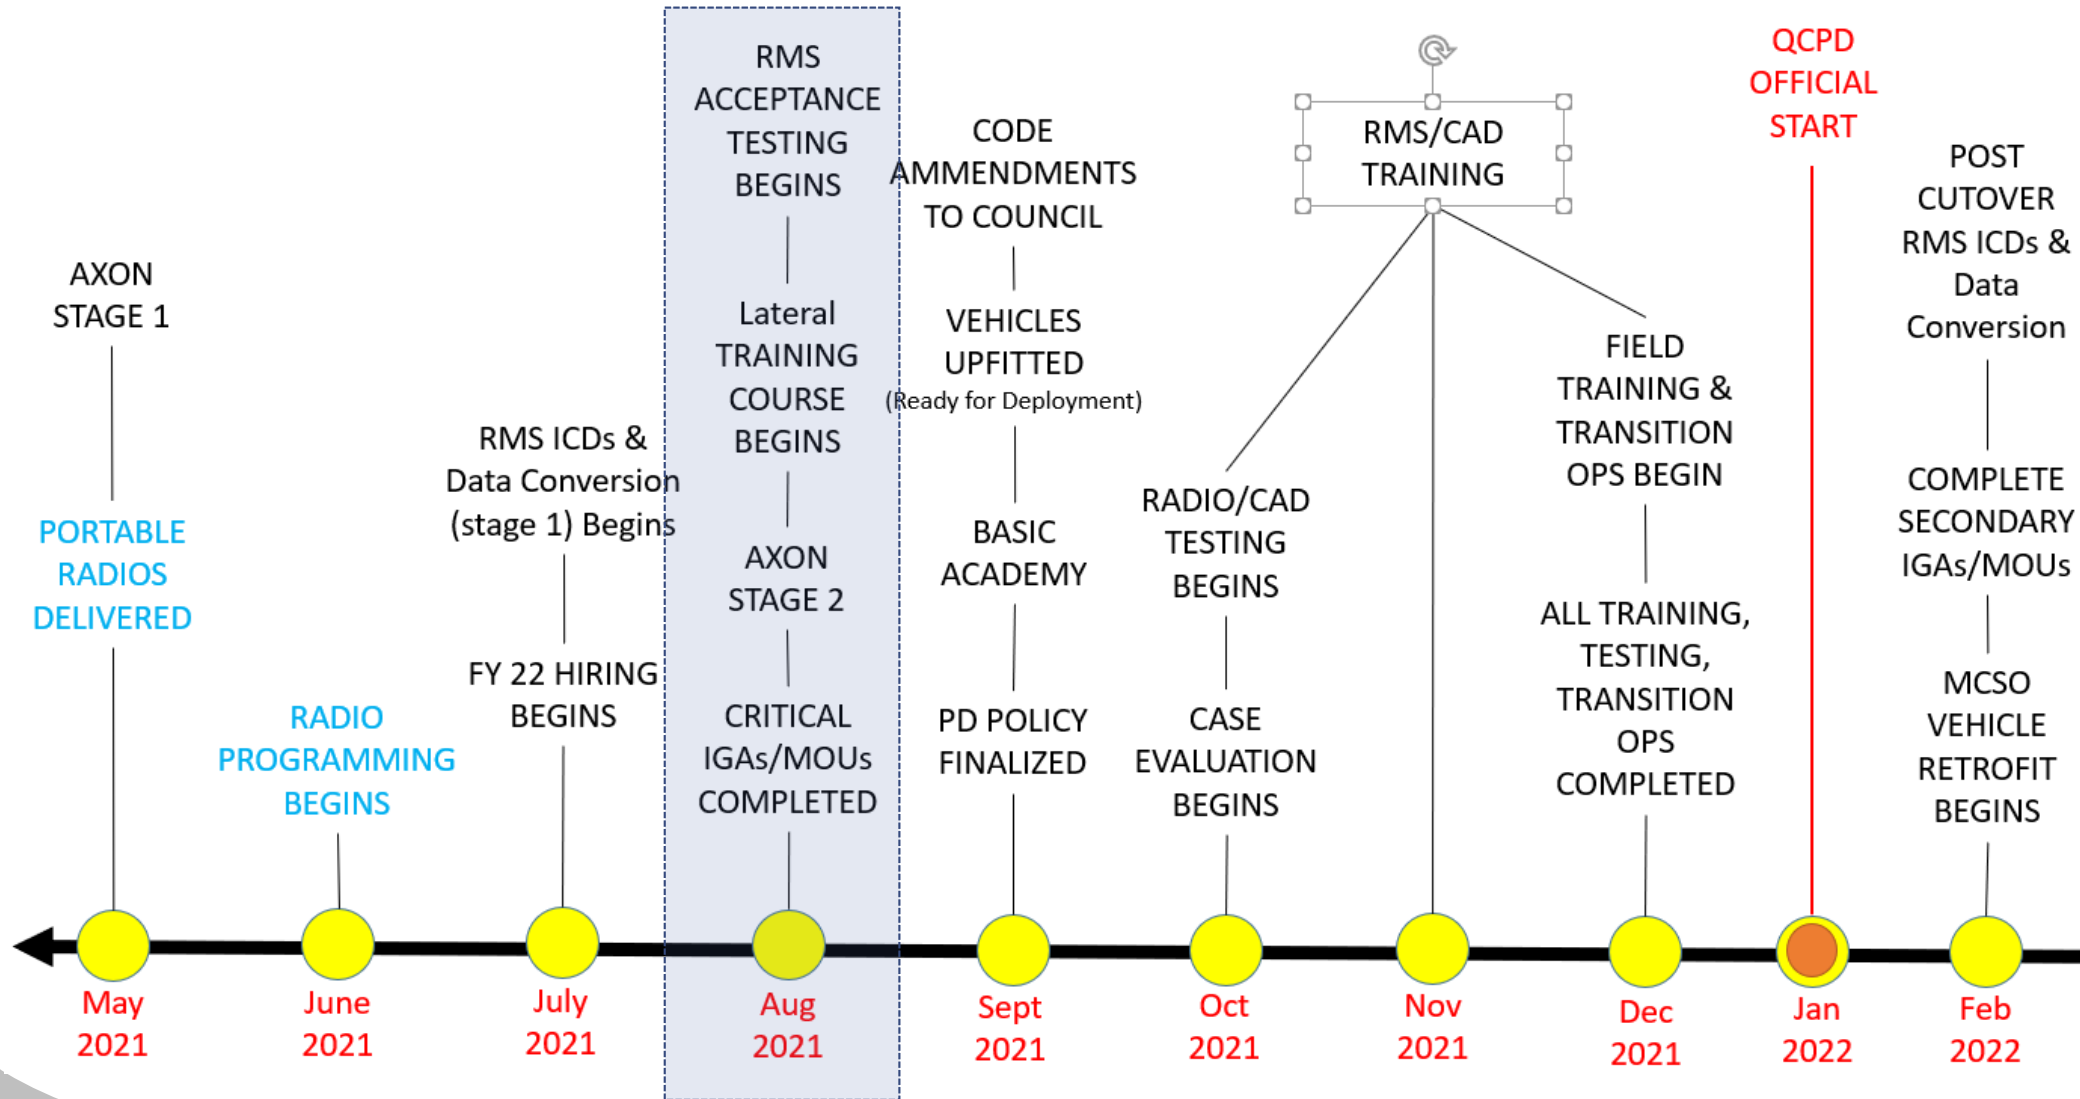 AXON
STAGE 1
PORTABLE
RADIOS
DELIVERED
May
2021
RADIO
PROGRAMMING
BEGINS
June
2021
RMS ICDs &
Data Conversion
(stage 1) Begins
FY 22 HIRING
BEGINS
July
2021
RMS
ACCEPTANCE
TESTING
BEGINS
Lateral
TRAINING
COURSE
BEGINS
AXON
STAGE 2
CRITICAL
IGAs/MOUs
COMPLETED
Aug
2021
CODE
AMMENDMENTS
TO COUNCIL
VEHICLES
UPFITTED
(Ready for Deployment)
BASIC
ACADEMY
PD POLICY
FINALIZED
Sept
2021
RMS/CAD
TRAINING
RADIO/CAD
TESTING
BEGINS
CASE
EVALUATION
BEGINS
Oct
2021
Nov
2021
FIELD
TRAINING &
TRANSITION
OPS BEGIN
ALL TRAINING,
TESTING,
TRANSITION
OPS
COMPLETED
Dec
2021
QCPD
OFFICIAL
START
Jan
2022
POST
CUTOVER
RMS ICDs &
Data
Conversion
COMPLETE
SECONDARY
IGAs/MOUs
MCSO
VEHICLE
RETROFIT
BEGINS
Feb
2022